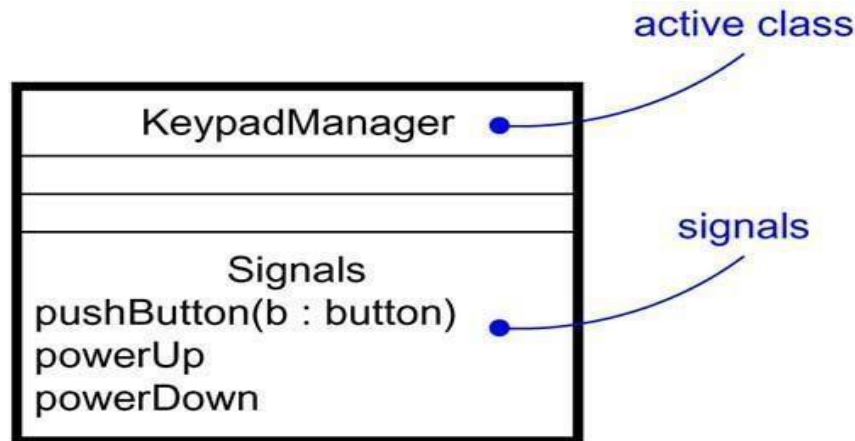 active class
KeypadManager
signals
Signals
pushButton(b : button)
powerUp
powerDown